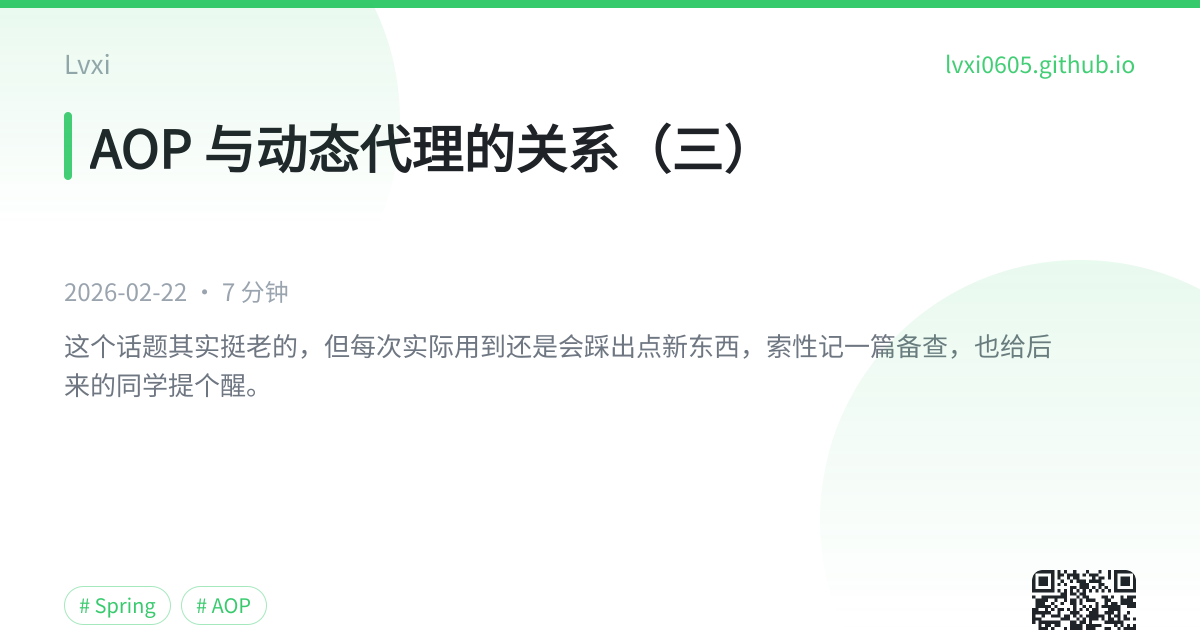 Lvxi
lvxi0605.github.io
AOP 与动态代理的关系（三）
2026-02-22 · 7 分钟
这个话题其实挺老的，但每次实际用到还是会踩出点新东西，索性记一篇备查，也给后
来的同学提个醒。
# Spring
# AOP